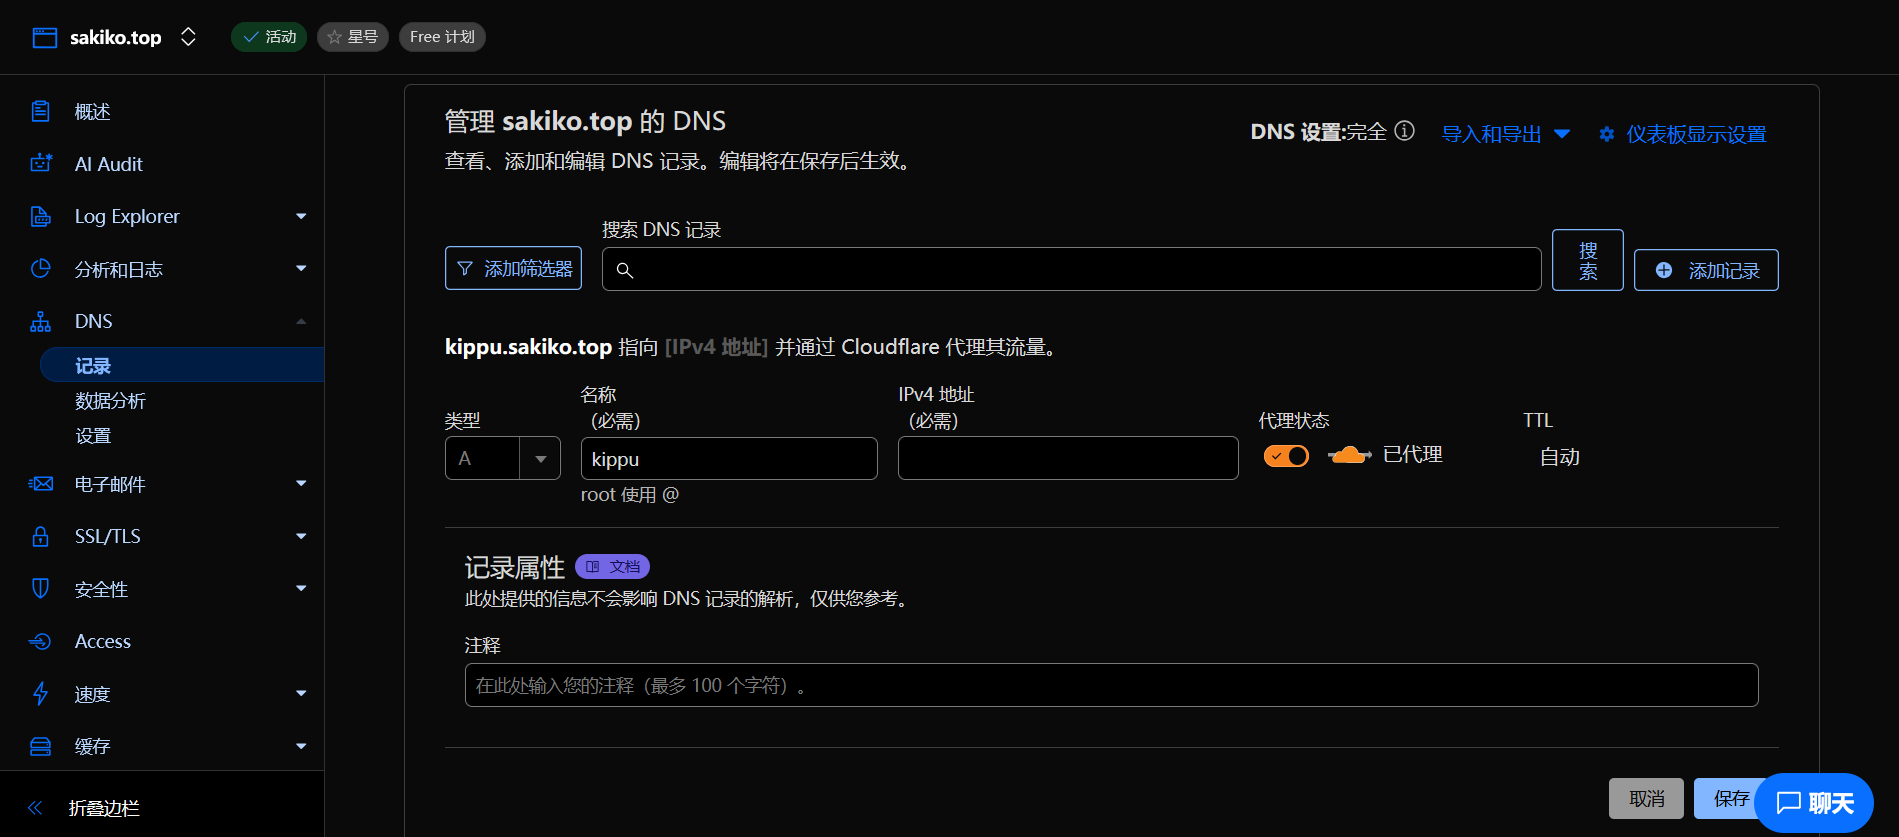 sakiko.top
活动
星号
Free 计划
概述
AI Audit
Log Explorer
分析和日志
DNS
记录
数据分析
设置
电子邮件
SSL/TLS
安全性
Access
速度
缓存
折叠边栏
管理 sakiko.top 的 DNS
查看、添加和编辑 DNS 记录。编辑将在保存后生效。
DNS 设置:完全
导入和导出
仪表板显示设置
添加筛选器
搜索 DNS 记录
搜
索
添加记录
kippu.sakiko.top 指向 [IPv4 地址] 并通过 Cloudflare 代理其流量。
类型
A
名称
（必需）
kippu
root 使用 @
IPv4 地址
（必需）
代理状态
已代理
TTL
自动
记录属性
文档
此处提供的信息不会影响 DNS 记录的解析，仅供您参考。
注释
在此处输入您的注释（最多 100 个字符）。
取消
保存
聊天